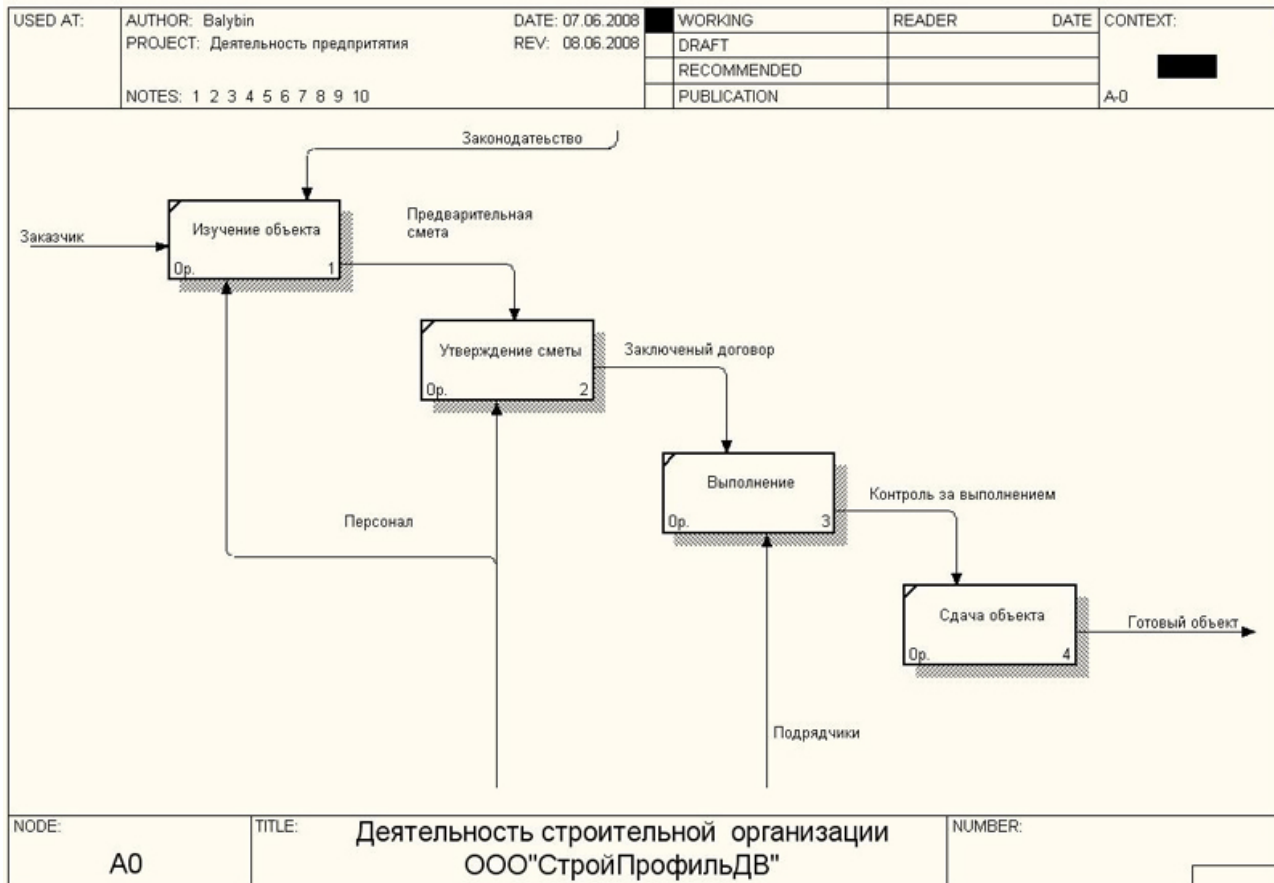 USED AT:
AUTHOR: Balybin
DATE: 07.06.2008
WORKING
READER
DATE
CONTEXT:
PROJECT: Деятельность предпритятия
REV: 08.06.2008
DRAFT
RECOMMENDED
NOTES: 1 2 3 4 5 6 7 8 9 10
PUBLICATION
A-0
Законодатеьство
Заказчик
Изучение объекта
0р.
1
Предварительная
смета
Утверждение сметы
0р.
2
Заключеный договор
Выполнение
0р.
3
Контроль за выполнением
Персонал
Сдача объекта
0р.
4
Готовый объект
Подрядчики
NODE:
A0
TITLE:
Деятельность строительной организации
ООО"СтройПрофильДВ"
NUMBER: